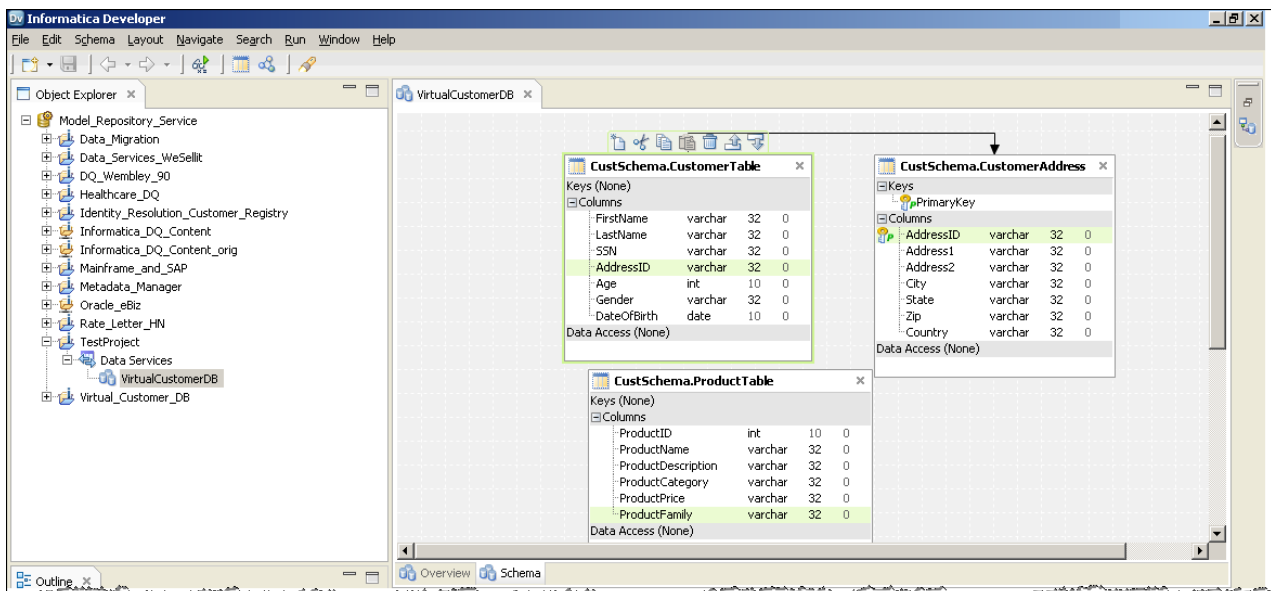 Dv Informatica Developer
File Edit Schema Layout Navigate Search Run Window Help
Object Explorer
Model_Repository_Service
Data_Migration
Data_Services_WeSellit
DQ_Wembley_90
Healthcare_DQ
Identity_Resolution_Customer_Registry
Informatica_DQ_Content
Informatica_DQ_Content_orig
Mainframe_and_SAP
Metadata_Manager
Oracle_eBiz
Rate_Letter_HN
TestProject
Data Services
VirtualCustomerDB
Virtual_Customer_DB
Outline
VirtualCustomerDB
CustSchema.CustomerTable
Keys (None)
Columns
FirstName varchar 32 0
LastName varchar 32 0
SSN varchar 32 0
AddressID varchar 32 0
Age int 10 0
Gender varchar 32 0
DateOfBirth date 10 0
Data Access (None)
CustSchema.CustomerAddress
Keys
PrimaryKey
Columns
AddressID varchar 32 0
Address1 varchar 32 0
Address2 varchar 32 0
City varchar 32 0
State varchar 32 0
Zip varchar 32 0
Country varchar 32 0
Data Access (None)
CustSchema.ProductTable
Keys (None)
Columns
ProductID int 10 0
ProductName varchar 32 0
ProductDescription varchar 32 0
ProductCategory varchar 32 0
ProductPrice varchar 32 0
ProductFamily varchar 32 0
Data Access (None)
Overview Schema